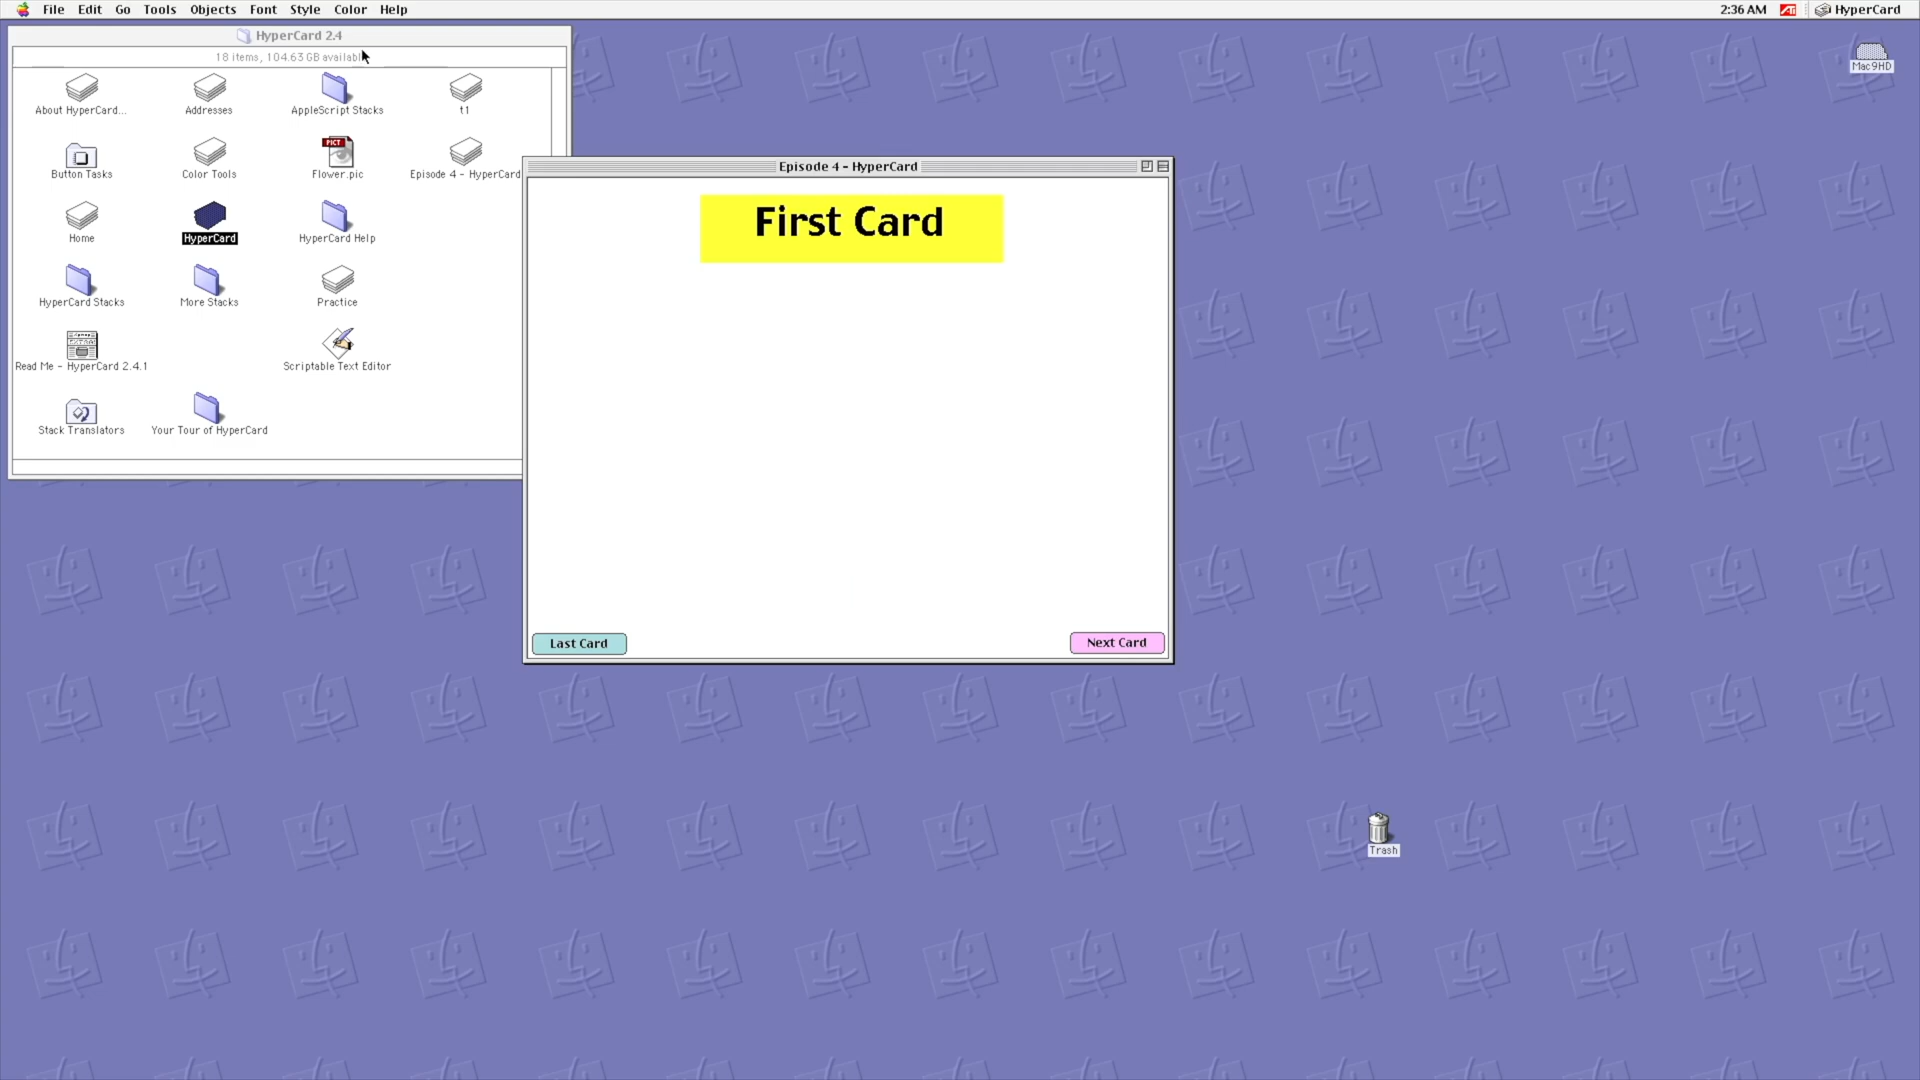 File Edit Go Tools Objects Font Style Color Help
2:36 AM
HyperCard
HyperCard 2.4
18 items, 104.63 GB available
About HyperCard...
Addresses
AppleScript Stacks
t1
Button Tasks
Color Tools
PICT
Flower.pic
Episode 4 - HyperCard
Home
HyperCard
HyperCard Help
HyperCard Stacks
More Stacks
Practice
Read Me - HyperCard 2.4.1
Scriptable Text Editor
Stack Translators
Your Tour of HyperCard
Episode 4 - HyperCard
First Card
Last Card
Next Card
Mac9HD
Trash